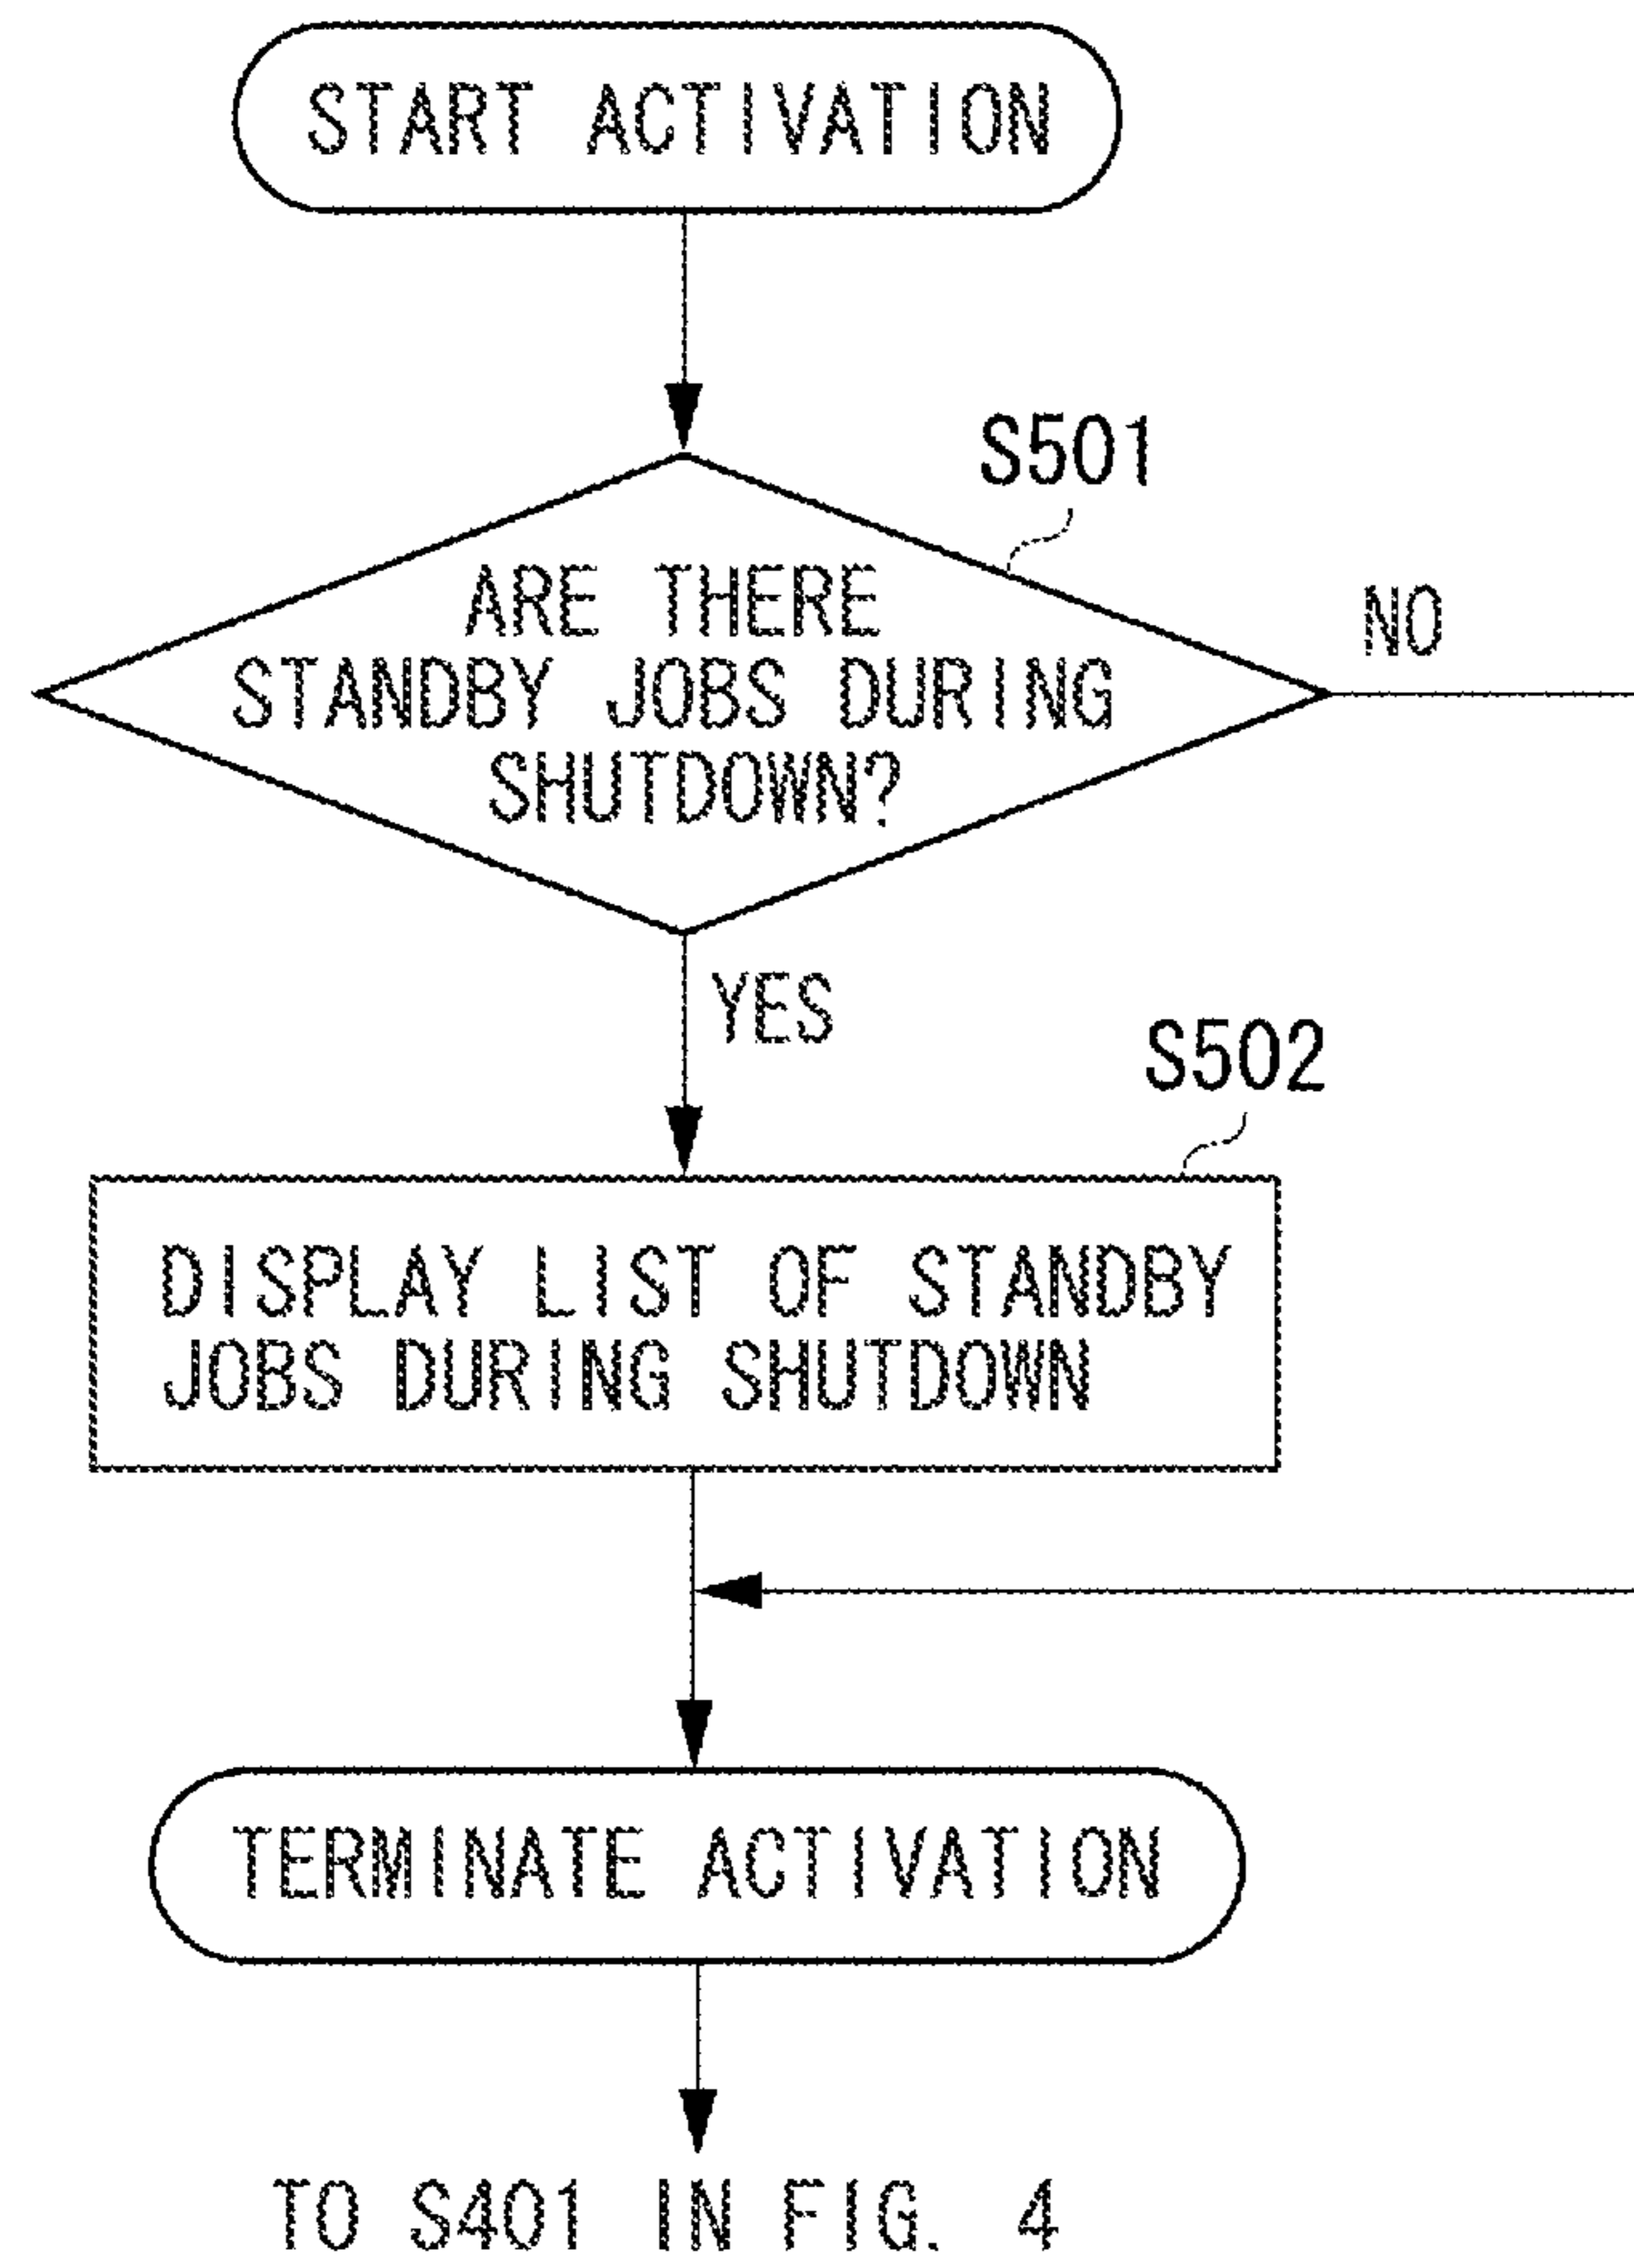 START ACTIVATION
S501
ARE THERE
STANDBY JOBS DURING
SHUTDOWN?
NO
YES
S502
DISPLAY LIST OF STANDBY
JOBS DURING SHUTDOWN
TERMINATE ACTIVATION
TO S401 IN FIG. 4